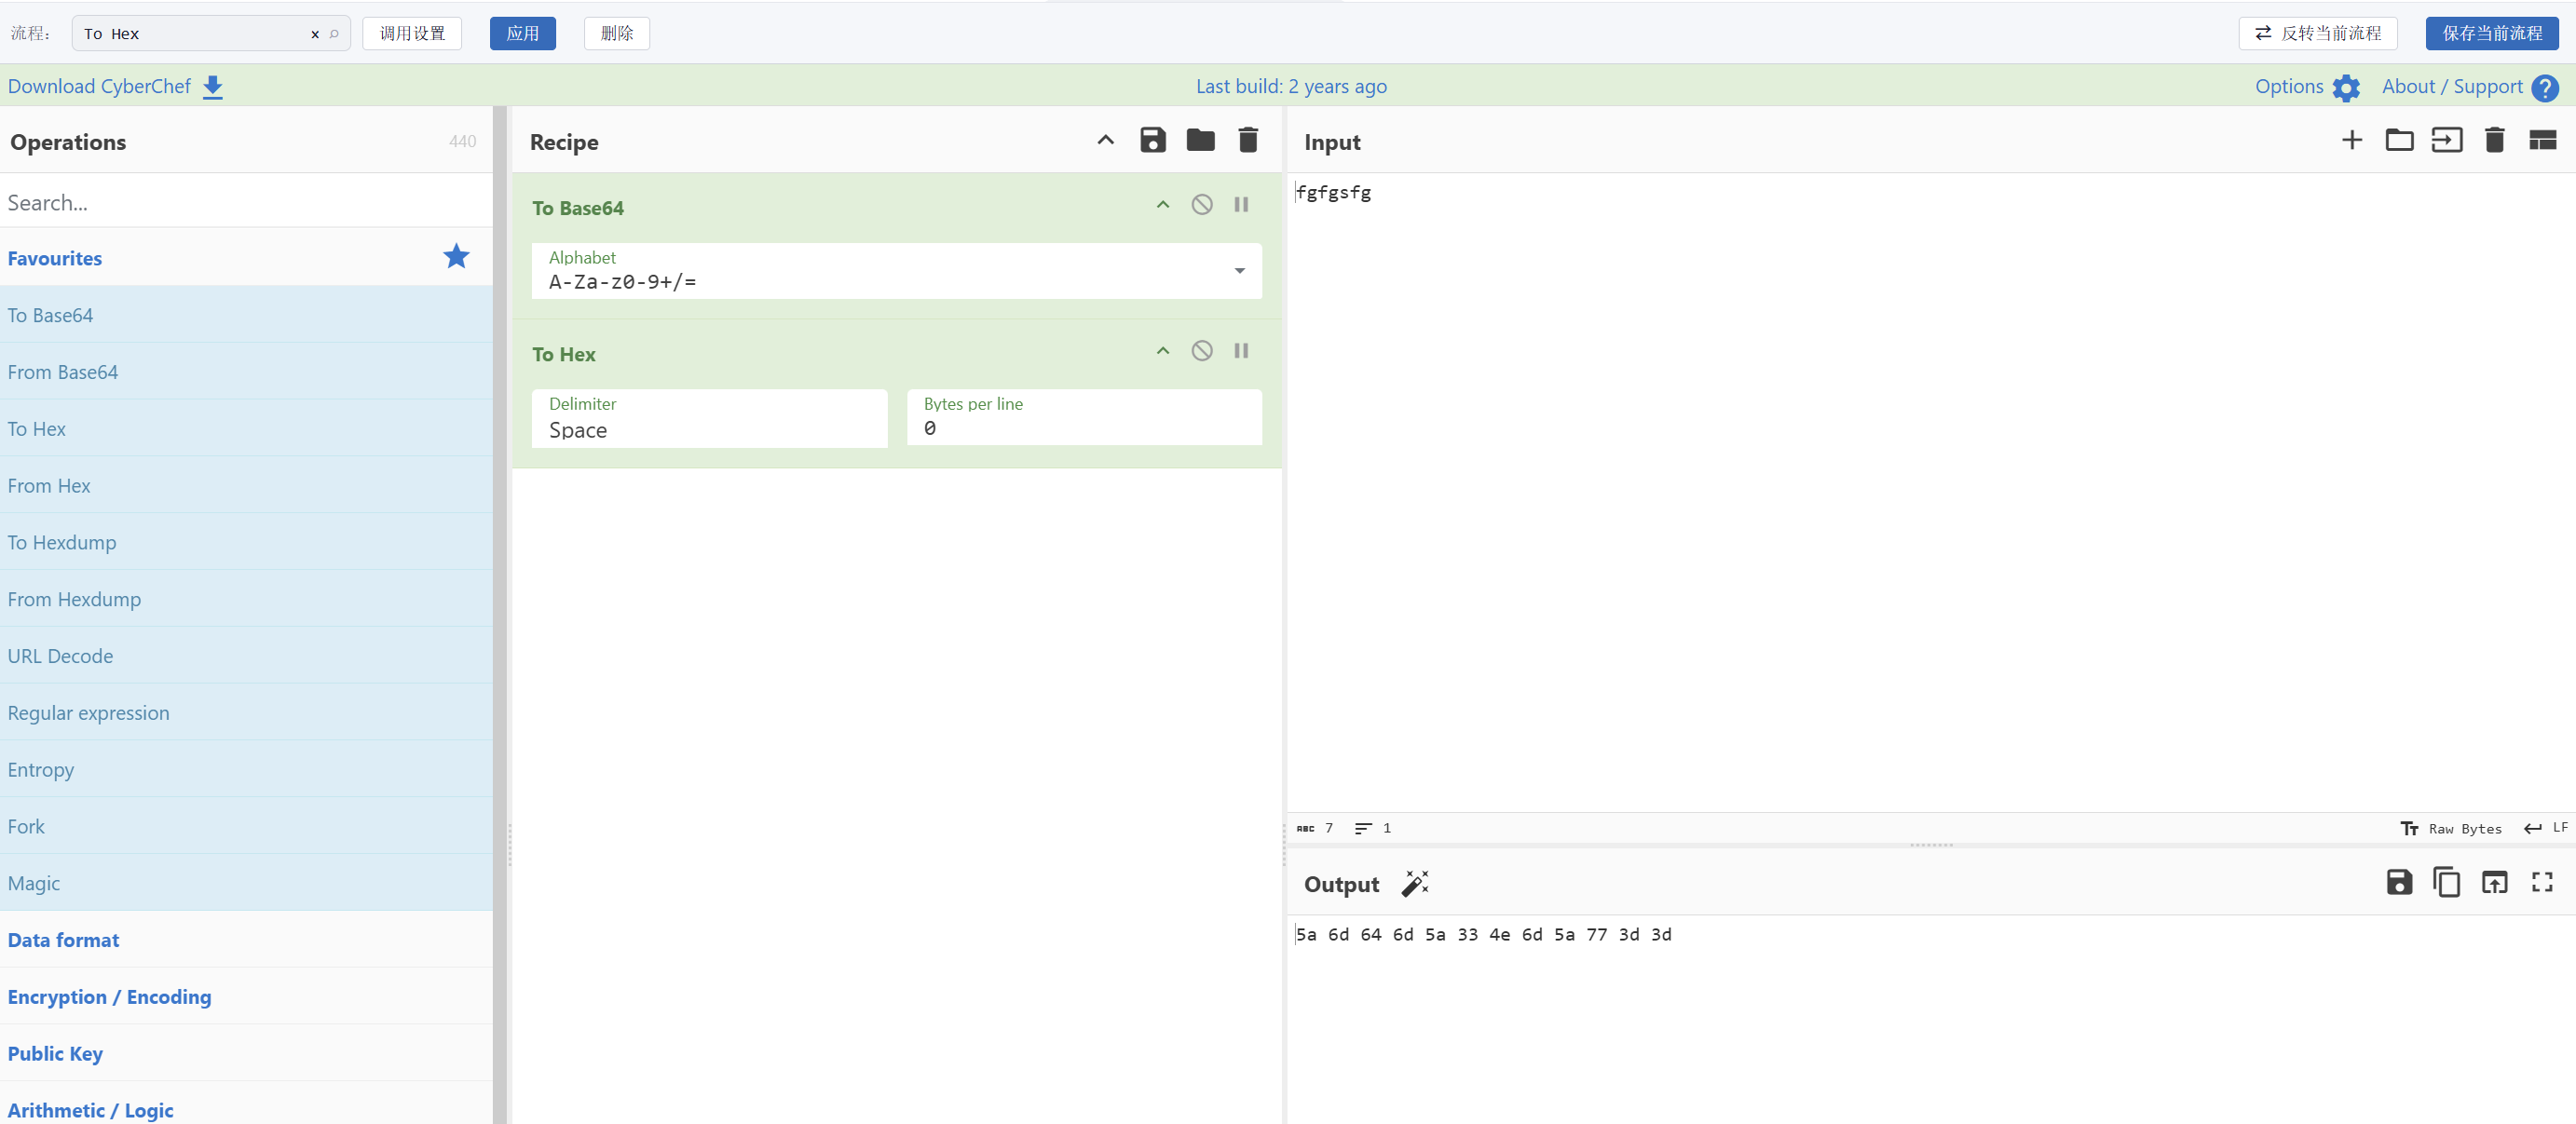 流程： To Hex × 调用设置 应用 删除 反转当前流程 保存当前流程
Download CyberChef Last build: 2 years ago Options About / Support
Operations 440
Search...
Favourites
To Base64
From Base64
To Hex
From Hex
To Hexdump
From Hexdump
URL Decode
Regular expression
Entropy
Fork
Magic
Data format
Encryption / Encoding
Public Key
Arithmetic / Logic
Recipe
To Base64
Alphabet
A-Za-z0-9+/=
To Hex
Delimiter Bytes per line
Space 0
Input
fgfgsfg
ABC 7 1 Raw Bytes LF
Output
5a 6d 64 6d 5a 33 4e 6d 5a 77 3d 3d